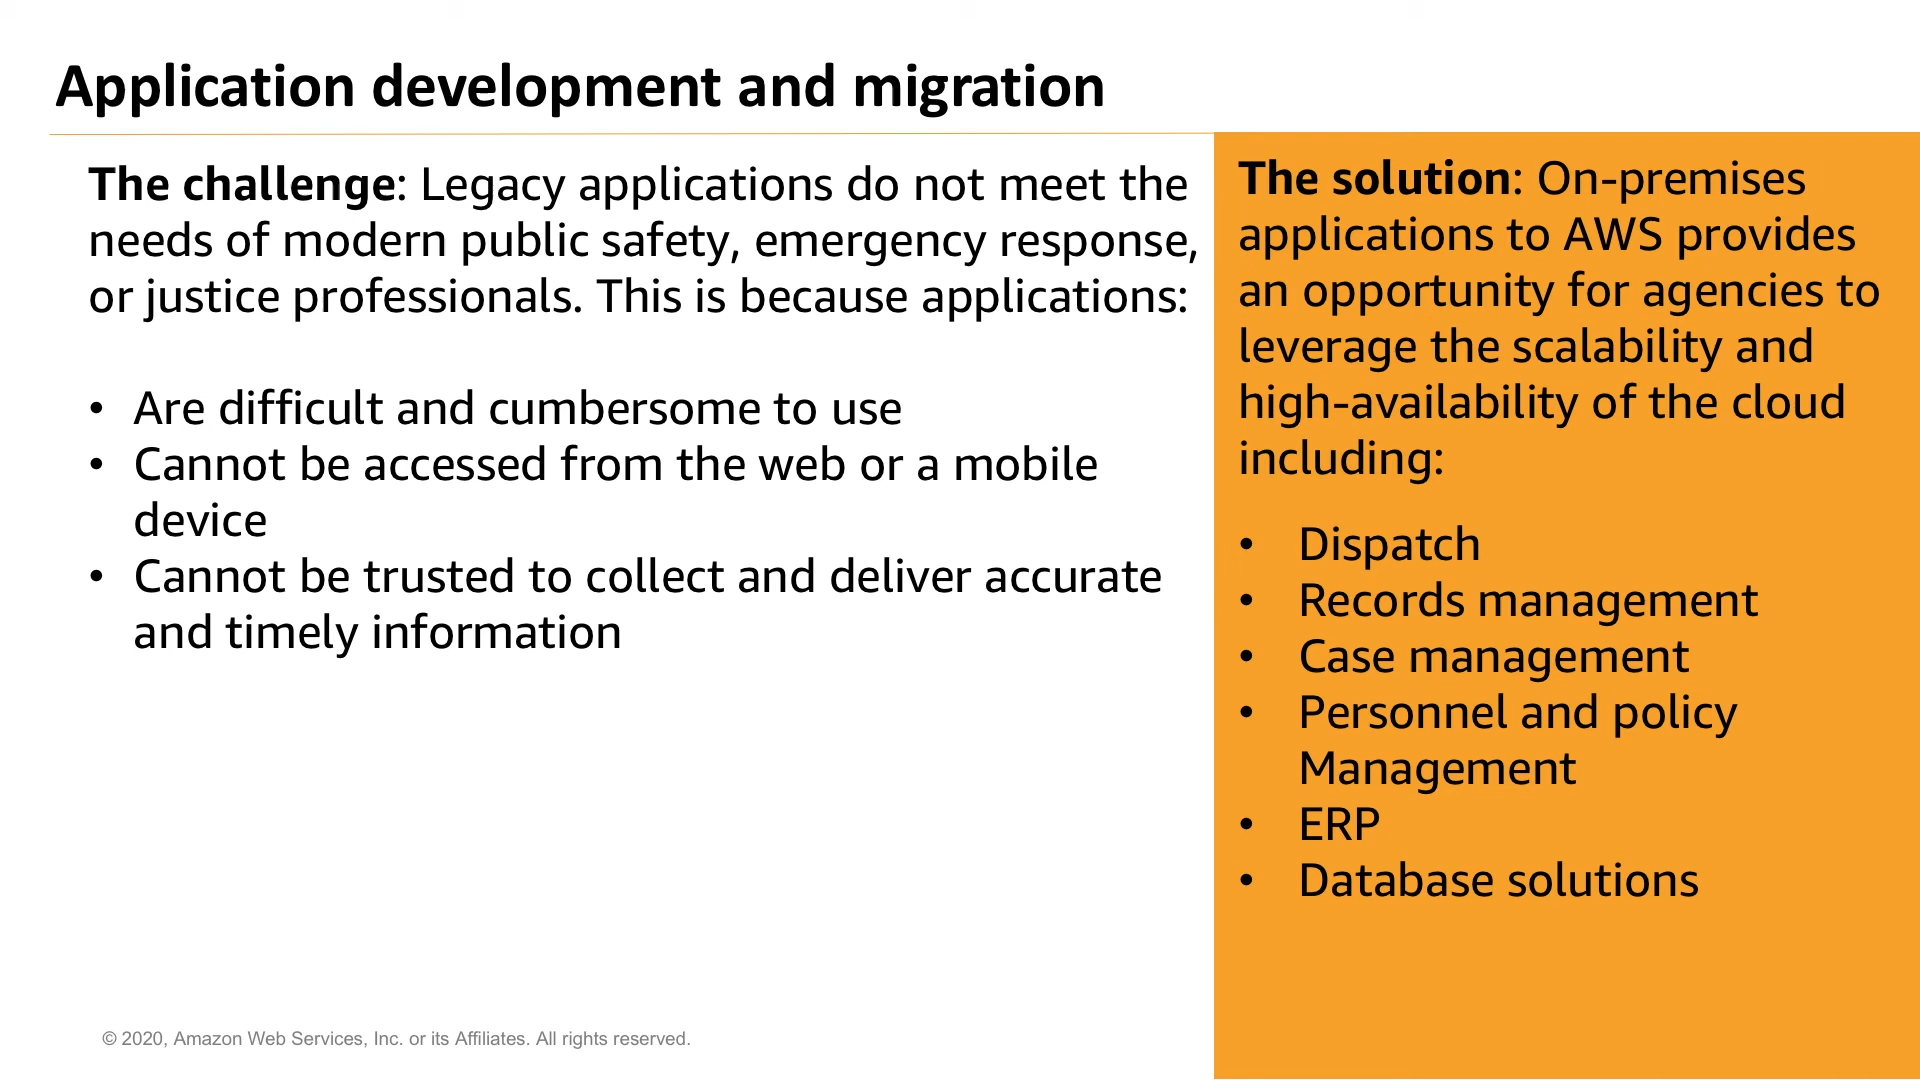 Application development and migration
The challenge: Legacy applications do not meet the
needs of modern public safety, emergency response,
or justice professionals. This is because applications:
• Are difficult and cumbersome to use
• Cannot be accessed from the web or a mobile
device
• Cannot be trusted to collect and deliver accurate
and timely information
The solution: On-premises
applications to AWS provides
an opportunity for agencies to
leverage the scalability and
high-availability of the cloud
including:
• Dispatch
• Records management
• Case management
• Personnel and policy
Management
• ERP
• Database solutions
© 2020, Amazon Web Services, Inc. or its Affiliates. All rights reserved.